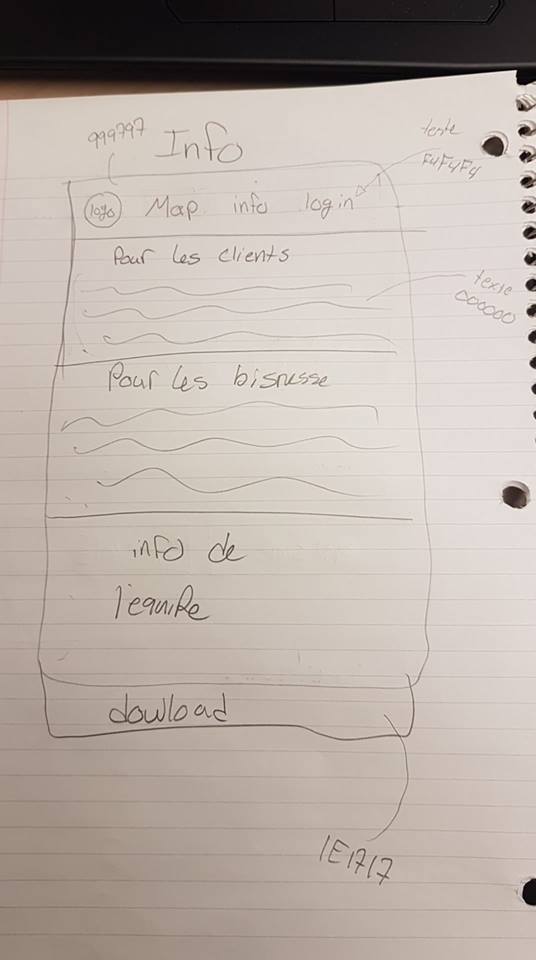 999797 Info
texte
F4F4F4
logo Map info login
Pour les clients
texte
000000
Pour les bisnusse
info de
l'equipe
dowload
1E1717